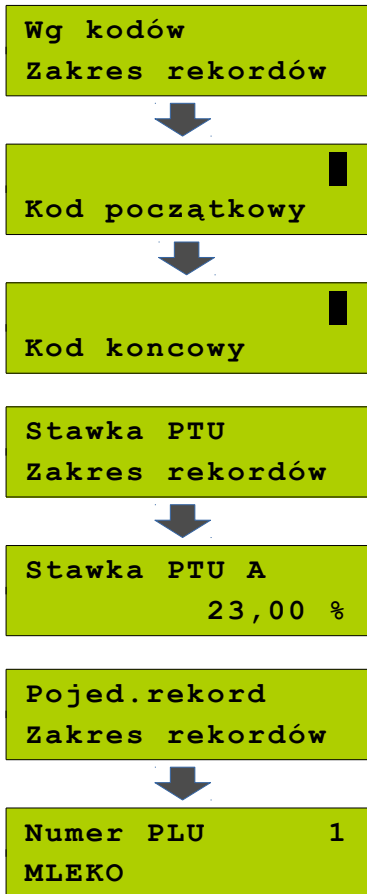 Wg kodów
Zakres rekordów
Kod początkowy
Kod koncowy
Stawka PTU
Zakres rekordów
Stawka PTU A
23,00 %
Pojed.rekord
Zakres rekordów
Numer PLU 1
MLEKO